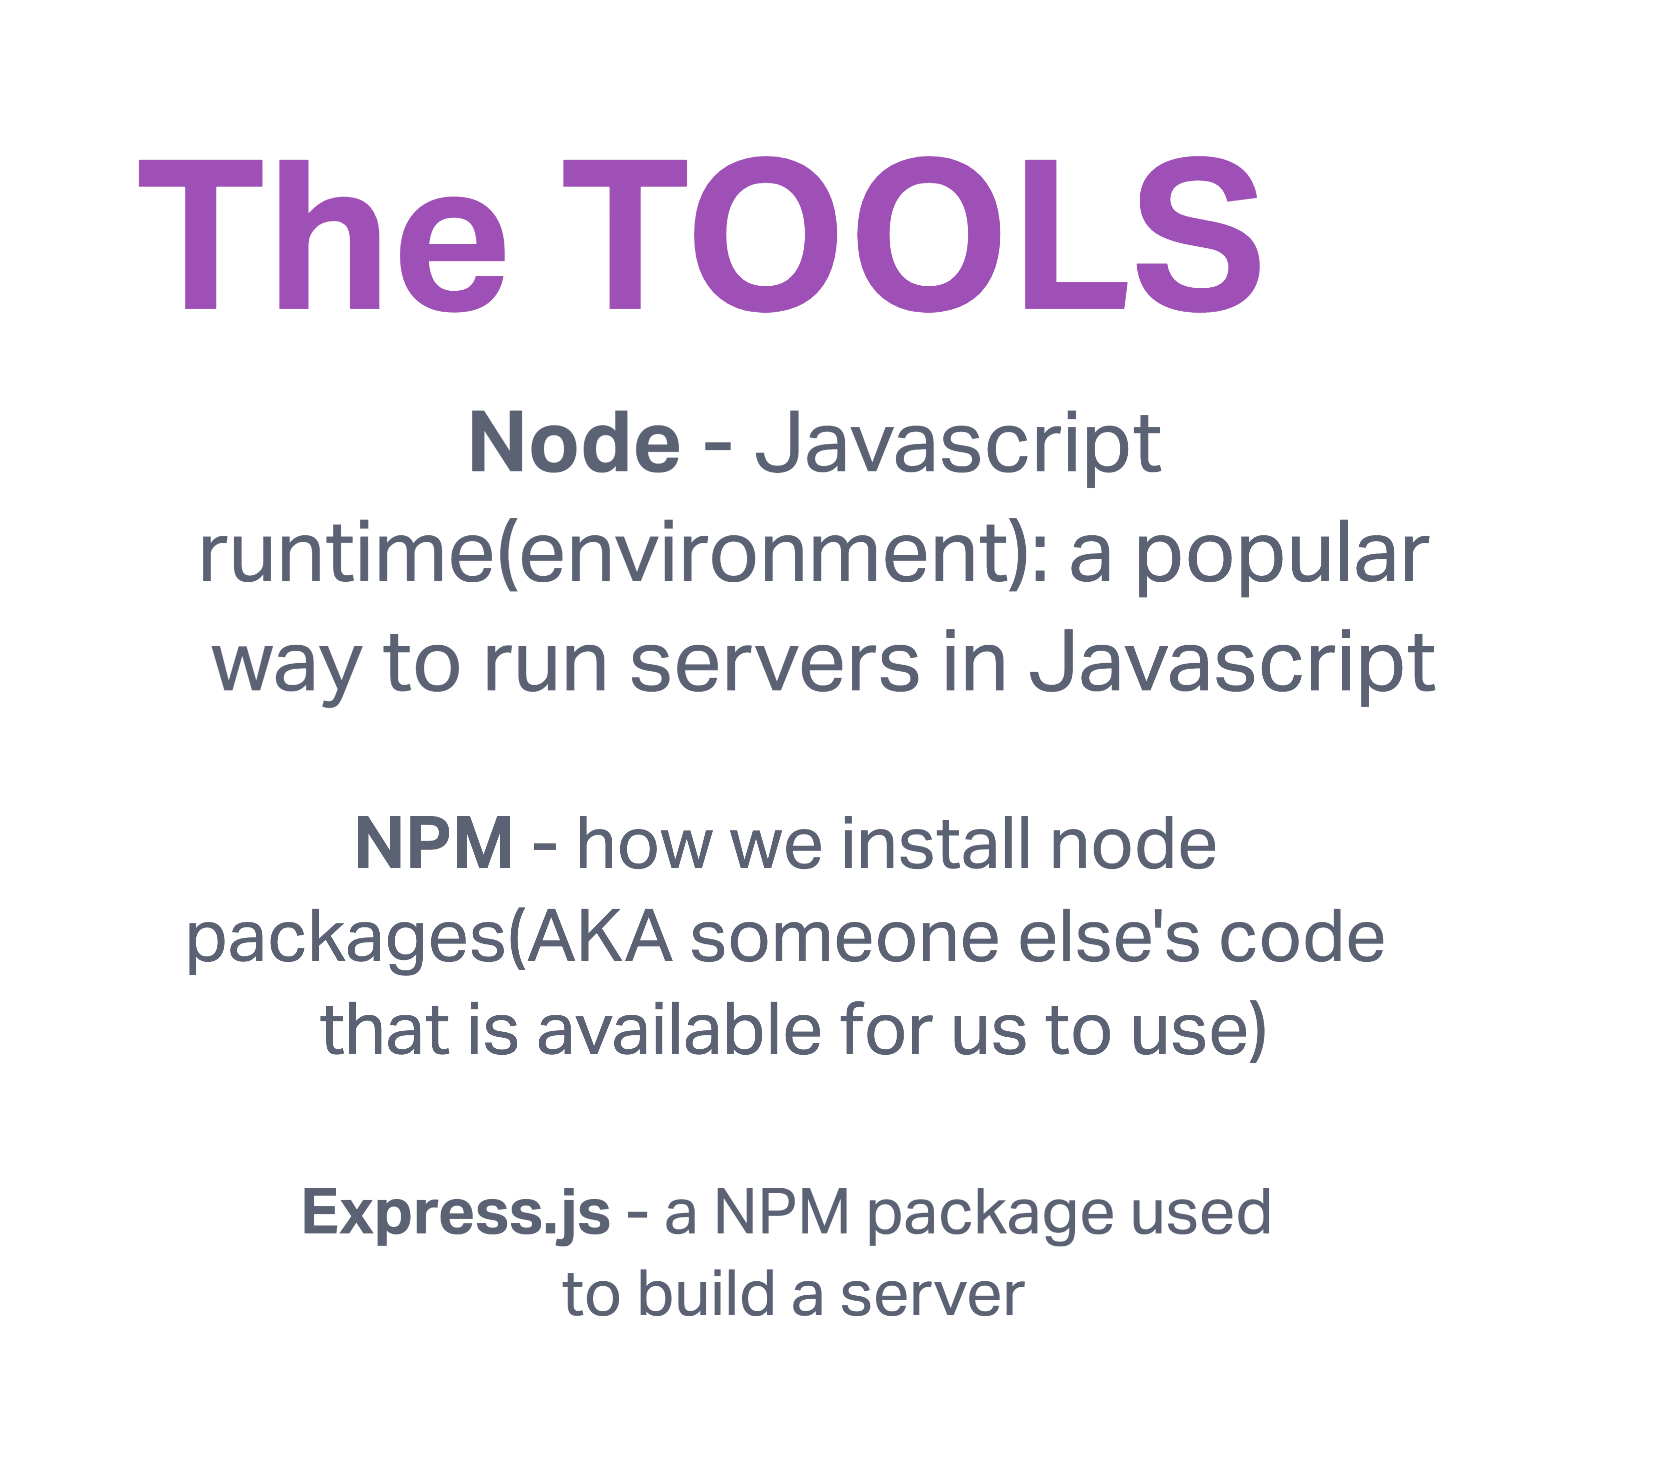 The TOOLS
Node - Javascript
runtime(environment): a popular
way to run servers in Javascript
NPM - how we install node
packages(AKA someone else's code
that is available for us to use)
Express.js - a NPM package used
to build a server